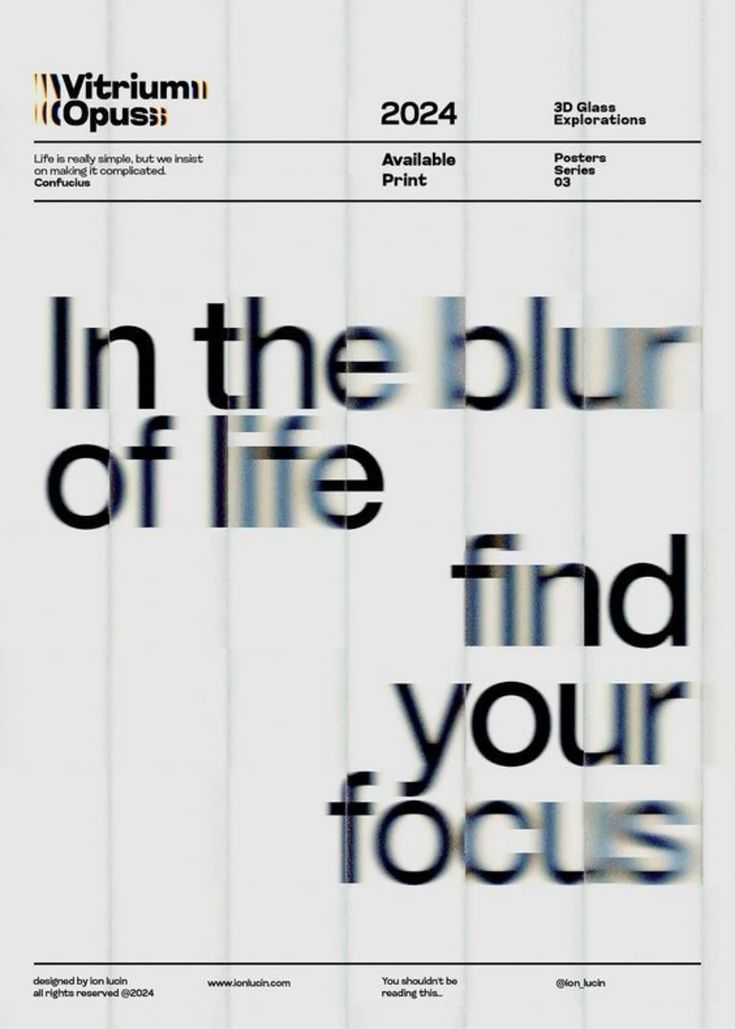 Vitrium
Opus
2024
3D Glass
Explorations
Life is really simple, but we insist
on making it complicated.
Confucius
Available
Print
Posters
Series
03
In the blur
of life
find
your
focus
designed by ion lucin
all rights reserved @2024
www.ionlucin.com
You shouldn't be
reading this...
@ion_lucin